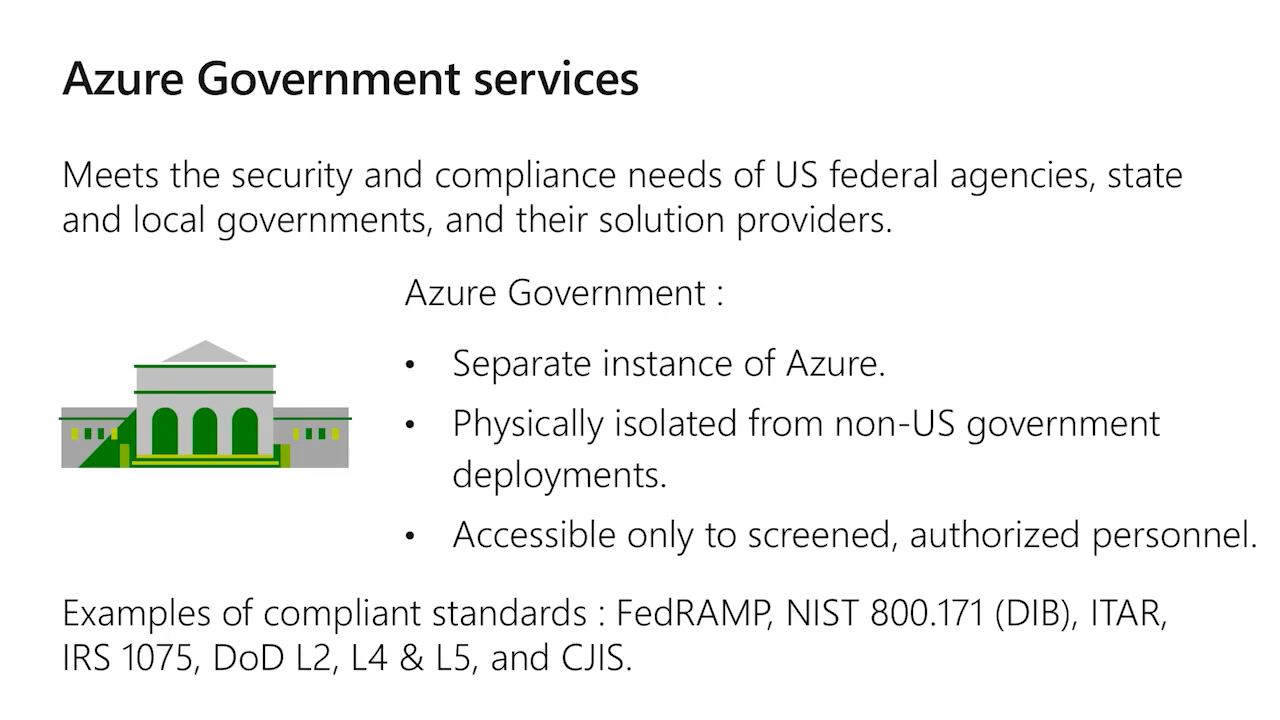 Azure Government services
Meets the security and compliance needs of US federal agencies, state
and local governments, and their solution providers.
Azure Government :
• Separate instance of Azure.
• Physically isolated from non-US government
deployments.
• Accessible only to screened, authorized personnel.
Examples of compliant standards : FedRAMP, NIST 800.171 (DIB), ITAR,
IRS 1075, DoD L2, L4 & L5, and CJIS.